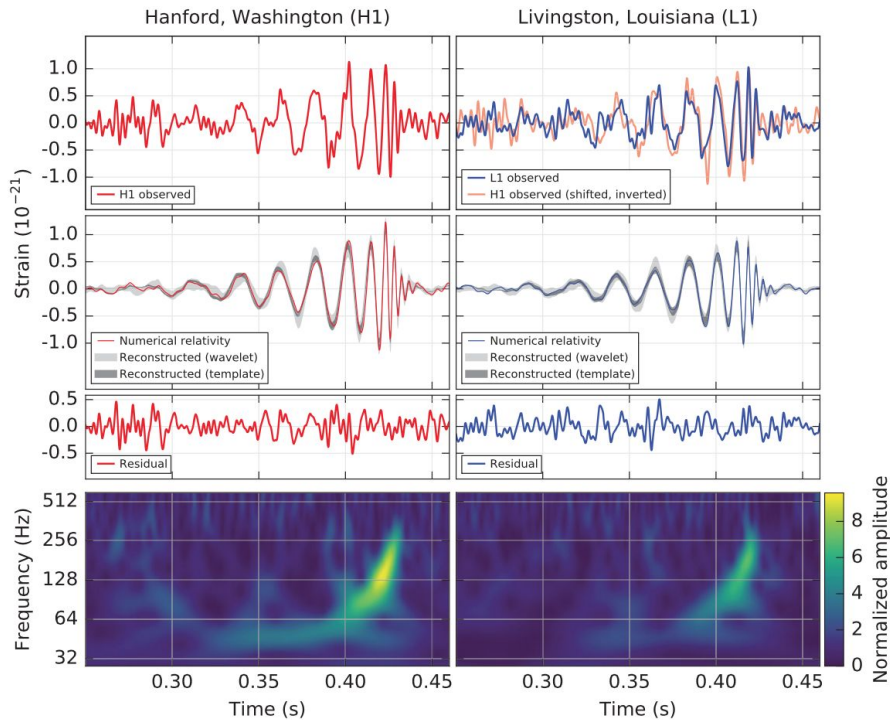 Hanford, Washington (H1)
Livingston, Louisiana (L1)
Strain (10⁻²¹)
1.0
0.5
0.0
-0.5
-1.0
H1 observed
L1 observed
H1 observed (shifted, inverted)
1.0
0.5
0.0
-0.5
-1.0
Numerical relativity
Reconstructed (wavelet)
Reconstructed (template)
Numerical relativity
Reconstructed (wavelet)
Reconstructed (template)
0.5
0.0
-0.5
Residual
Residual
Frequency (Hz)
512
256
128
64
32
Normalized amplitude
8
6
4
2
0
0.30
0.35
0.40
0.45
0.30
0.35
0.40
0.45
Time (s)
Time (s)